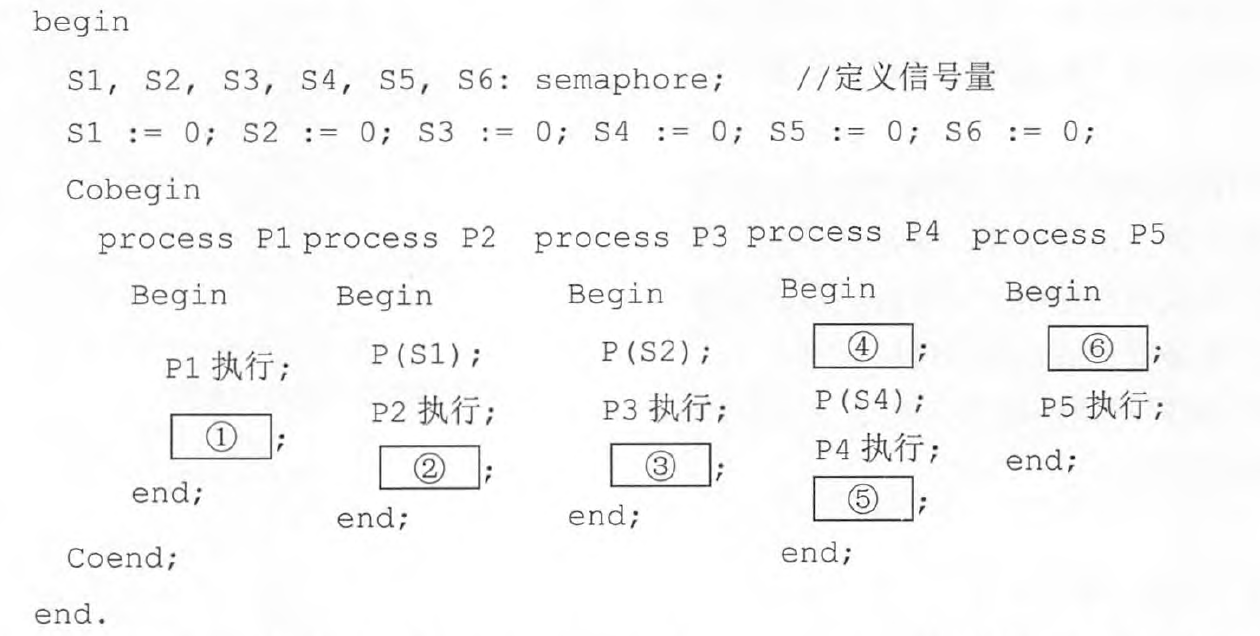 begin
S1, S2, S3, S4, S5, S6: semaphore; //定义信号量
S1 := 0; S2 := 0; S3 := 0; S4 := 0; S5 := 0; S6 := 0;
Cobegin
process P1 process P2 process P3 process P4 process P5
Begin Begin Begin Begin Begin
P1 执行; P(S1); P(S2); ④; ⑥;
①; P2 执行; P3 执行; P(S4); P5 执行;
end; ②; ③; P4 执行; end;
end; end; ⑤;
Coend; end;
end.